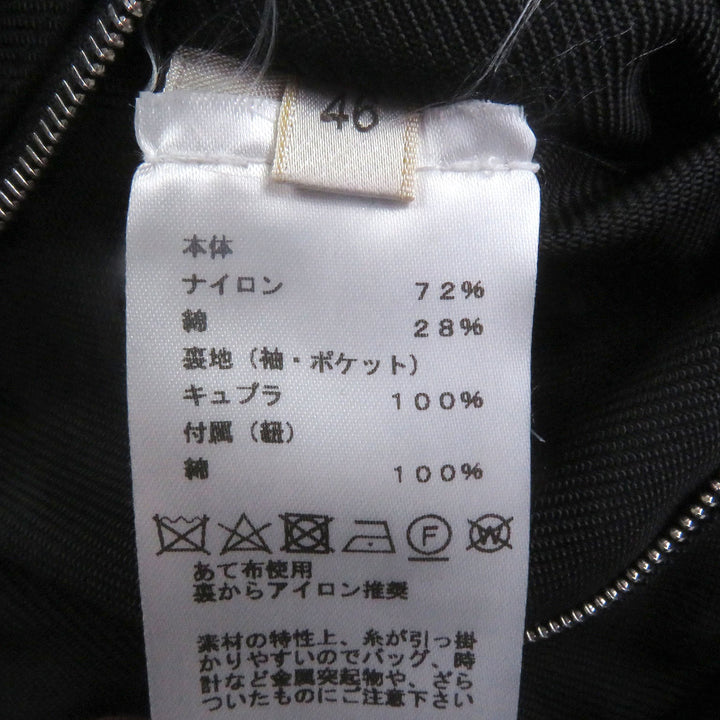 46
本体
ナイロン 72%
綿 28%
裏地（袖・ポケット）
キュプラ 100%
付属（紐）
綿 100%
F W
あて布使用
裏からアイロン推奨
素材の特性上、糸が引っ掛
かりやすいのでバッグ、時
計など金属突起物や、ざら
ついたものにご注意下さい